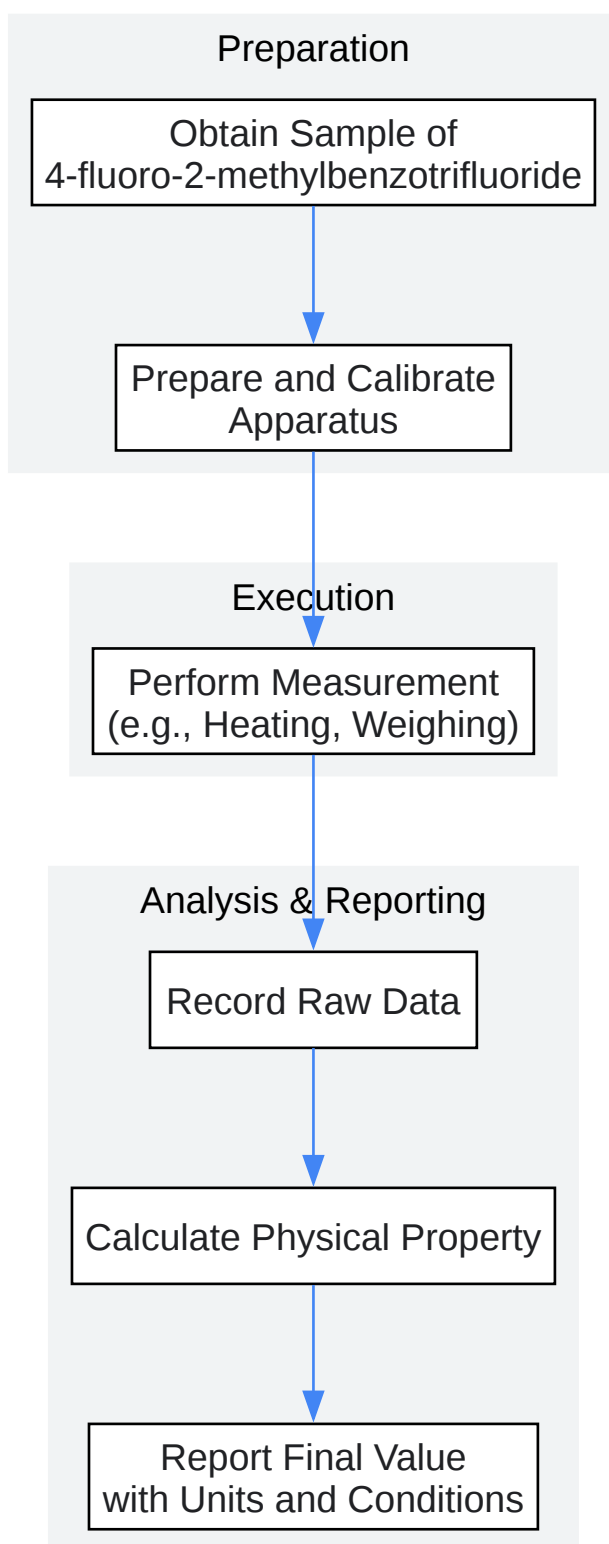 Preparation
Obtain Sample of
4-fluoro-2-methylbenzotrifluoride
Prepare and Calibrate
Apparatus
Execution
Perform Measurement
(e.g., Heating, Weighing)
Analysis & Reporting
Record Raw Data
Calculate Physical Property
Report Final Value
with Units and Conditions